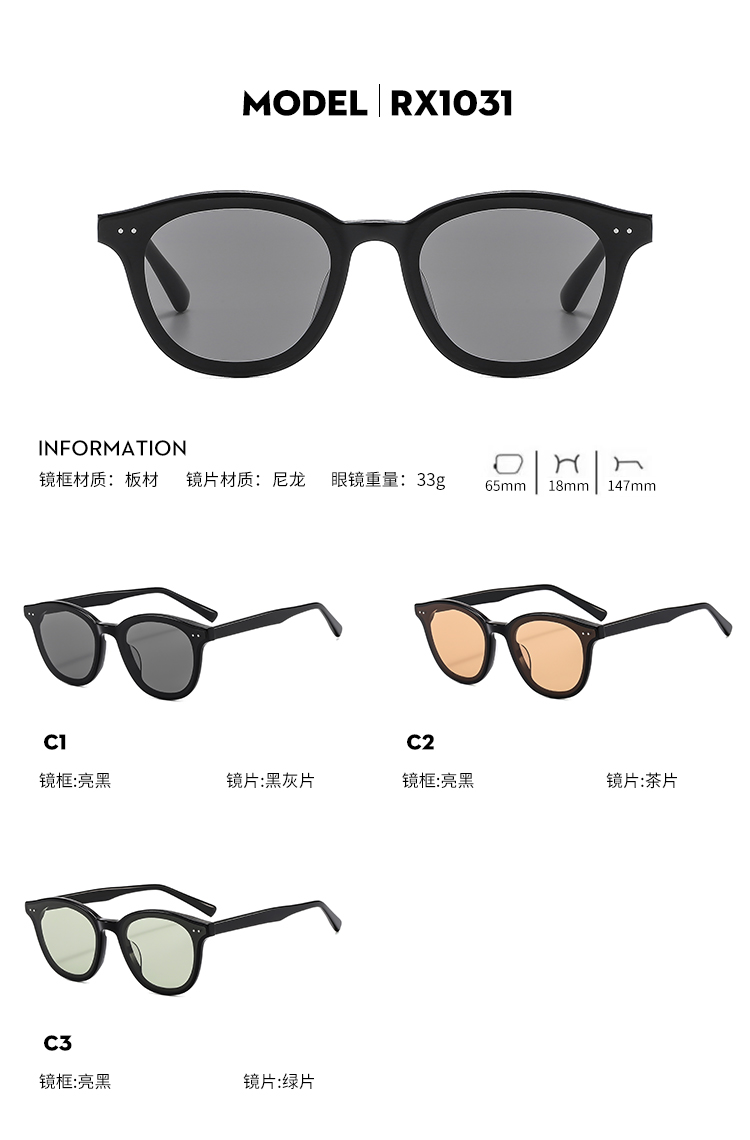 MODEL | RX1031
INFORMATION
镜框材质：板材 镜片材质：尼龙 眼镜重量：33g
65mm 18mm 147mm
C1
镜框:亮黑 镜片:黑灰片
C2
镜框:亮黑 镜片:茶片
C3
镜框:亮黑 镜片:绿片